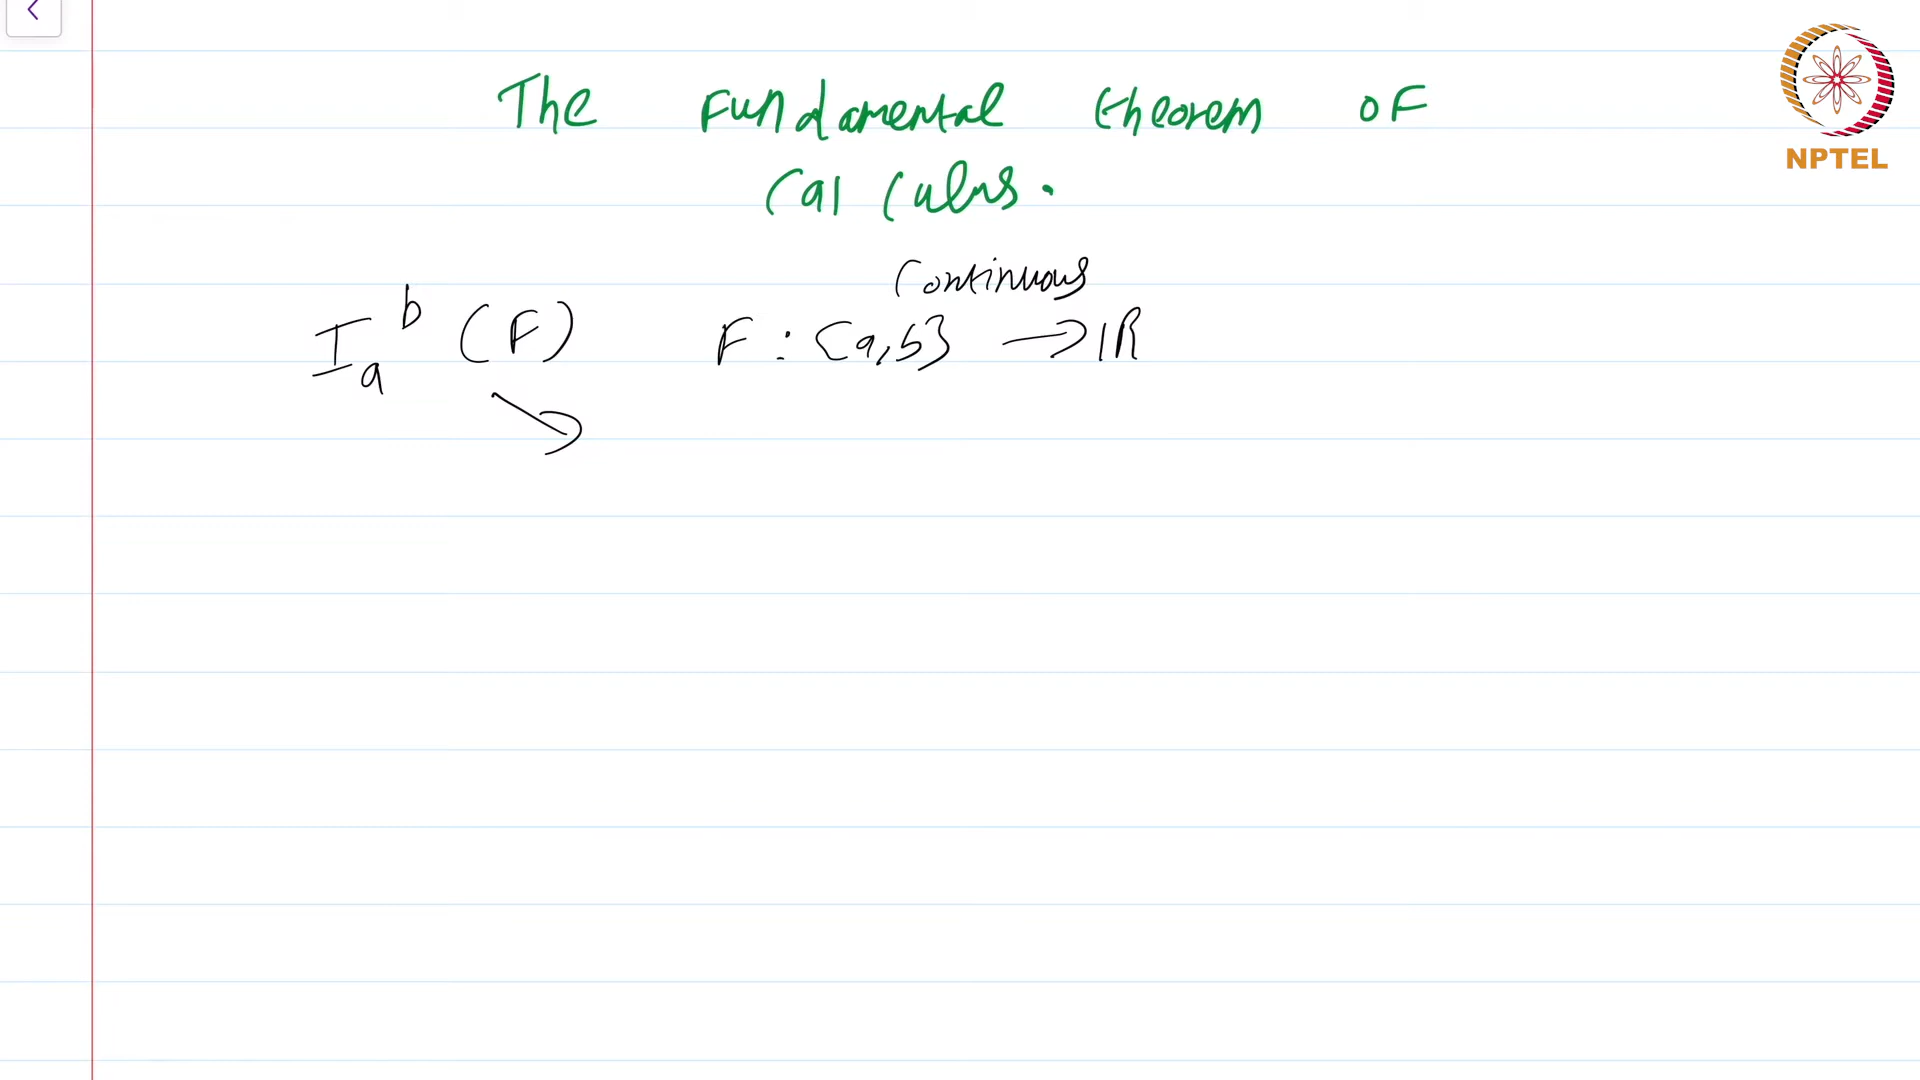 The Fundamental theorem of
Calculus.
continuous
I_a^b (F) F : [a,b] → ℝ
NPTEL